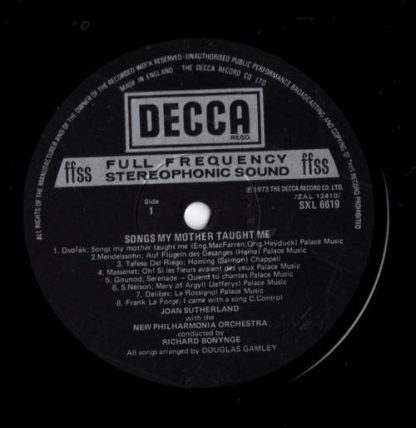 ALL RIGHTS OF THE MANUFACTURER AND OF THE OWNER OF THE RECORDED WORK RESERVED · UNAUTHORISED PUBLIC PERFORMANCE BROADCASTING AND COPYING OF THIS RECORD PROHIBITED
MADE IN ENGLAND THE DECCA RECORD CO LTD
DECCA
REGD.
ffss FULL FREQUENCY ffss
STEREOPHONIC SOUND
Side
1
℗1973 THE DECCA RECORD CO. LTD.
/ZAL 12410/
SXL 6619
SONGS MY MOTHER TAUGHT ME
1. Dvořák; Songs my mother taught me (Eng. MacFarren, Orig. Heyduck) Palace Music
2. Mendelssohn; Auf Flügeln des Gesanges (Heine) Palace Music
3. Teresa Del Riego; Homing (Salmon) Chappell
4. Massenet; Oh! Si les fleurs avaient des yeux Palace Music
5. Gounod; Serenade – Quand tu chantes Palace Music
6. S. Nelson; Mary of Argyll (Jefferys) Palace Music
7. Delibes; Le Rossignol Palace Music
8. Frank La Forge; I came with a song C. Control
JOAN SUTHERLAND
with the
NEW PHILHARMONIA ORCHESTRA
conducted by
RICHARD BONYNGE
All songs arranged by DOUGLAS GAMLEY